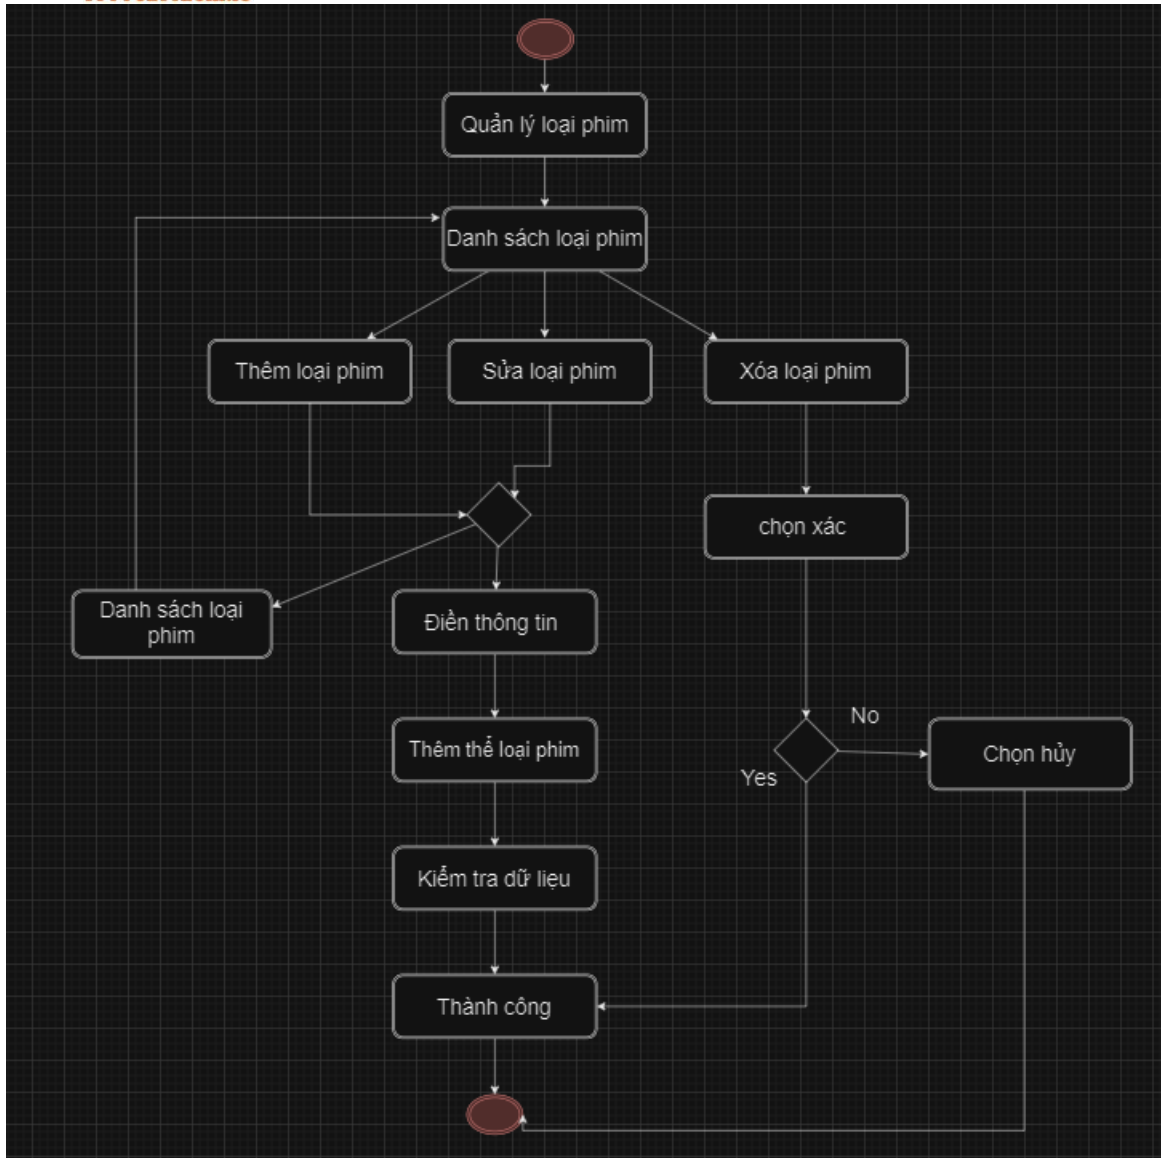 Quản lý loại phim
Danh sách loại phim
Thêm loại phim
Sửa loại phim
Xóa loại phim
chọn xác
Danh sách loại
phim
Điền thông tin
No
Chọn hủy
Yes
Thêm thể loại phim
Kiểm tra dữ liệu
Thành công